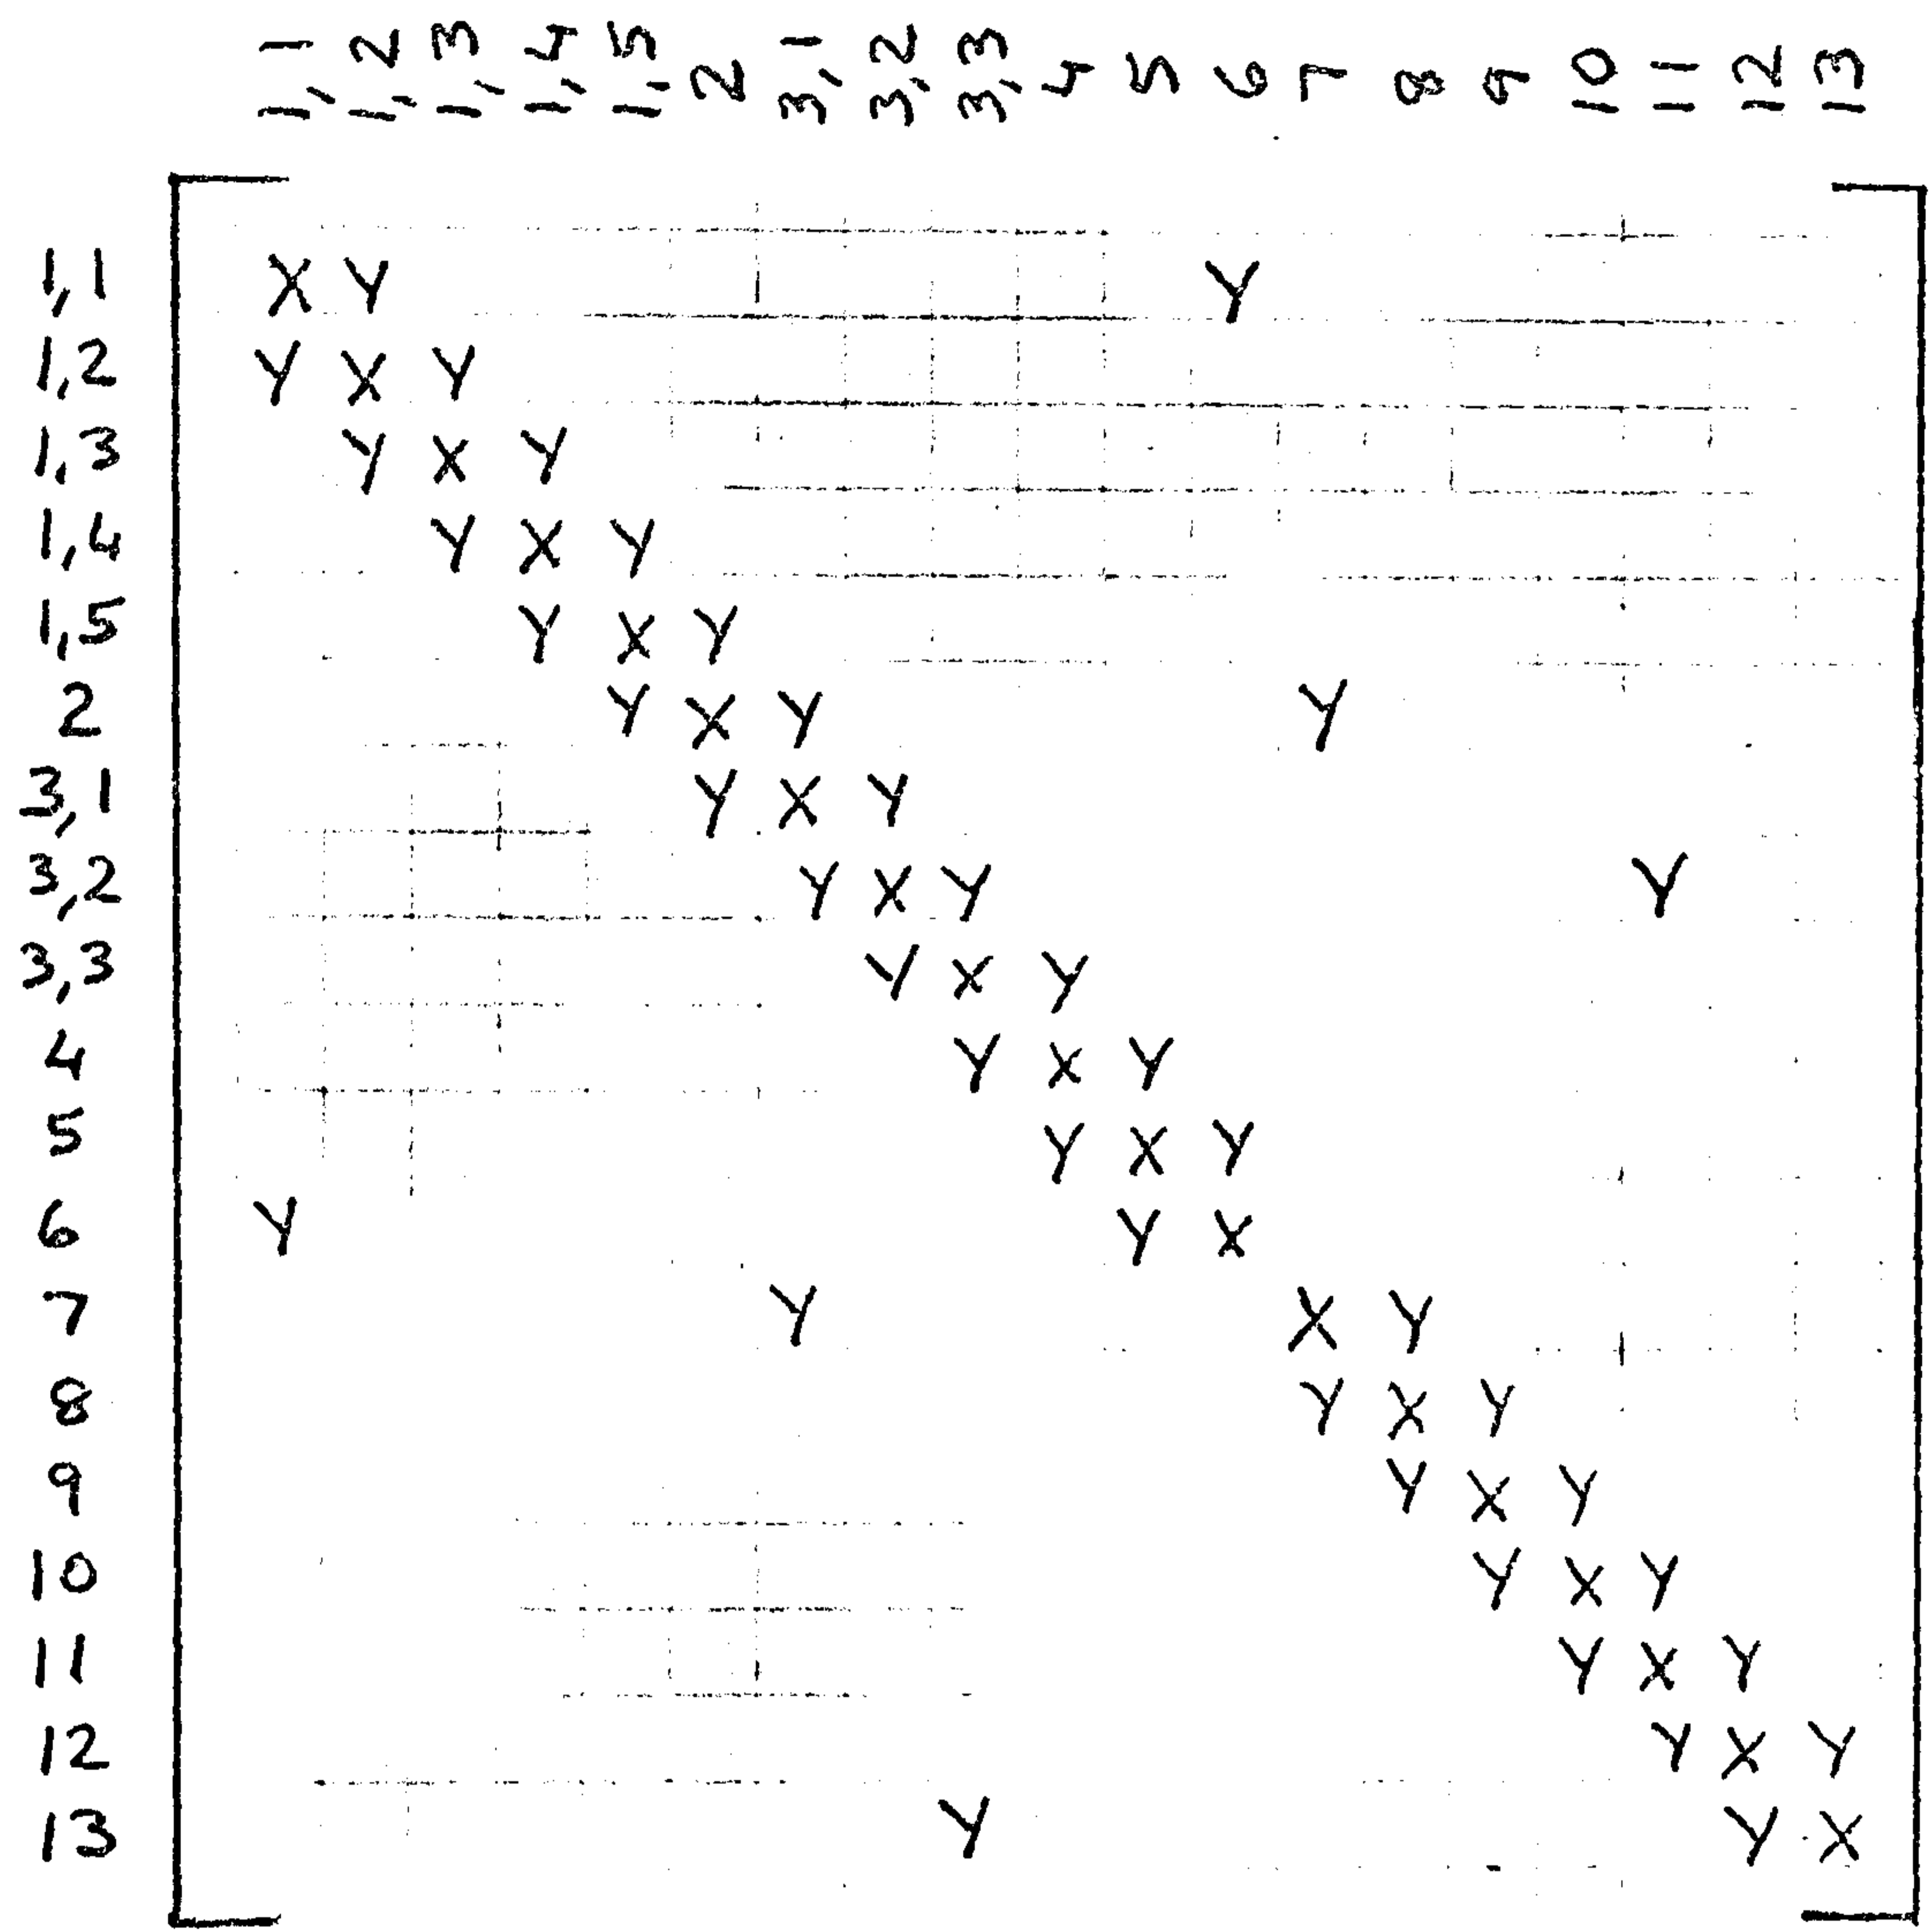 1,1 1,2 1,3 1,4 1,5 2 3,1 3,2 3,3 4 5 6 7 8 9 10 11 12 13
1,1 X Y Y
1,2 Y X Y
1,3 Y X Y
1,4 Y X Y
1,5 Y X Y
2 Y X Y Y
3,1 Y X Y
3,2 Y X Y Y
3,3 Y X Y
4 Y X Y
5 Y X Y
6 Y Y X
7 Y X Y
8 Y X Y
9 Y X Y
10 Y X Y
11 Y X Y
12 Y X Y
13 Y Y X